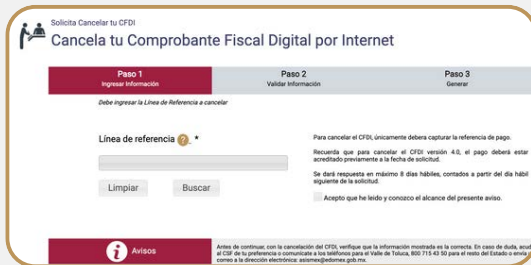 Solicita Cancelar tu CFDI
Cancela tu Comprobante Fiscal Digital por Internet
Paso 1
Ingresar Información
Paso 2
Validar Información
Paso 3
Generar
Debe ingresar la Línea de Referencia a cancelar
Línea de referencia ? *
Limpiar Buscar
Para cancelar el CFDI, únicamente debera capturar la referencia de pago.
Recuerda que para cancelar el CFDI versión 4.0, el pago deberá estar
acreditado previamente a la fecha de solicitud.
Se dará respuesta en máximo 8 días hábiles, contados a partir del día hábil
siguiente de la solicitud.
Acepto que he leido y conozco el alcance del presente aviso.
i Avisos
Antes de continuar, con la cancelación del CFDI, verifique que la información mostrada es la correcta. En caso de duda,
al CSF de tu preferencia o comunicate a los teléfonos para el Valle de Toluca, 800 715 43 50 para el resto del Estado o
correo a la dirección electrónica: asismex@edomex.gob.mx.